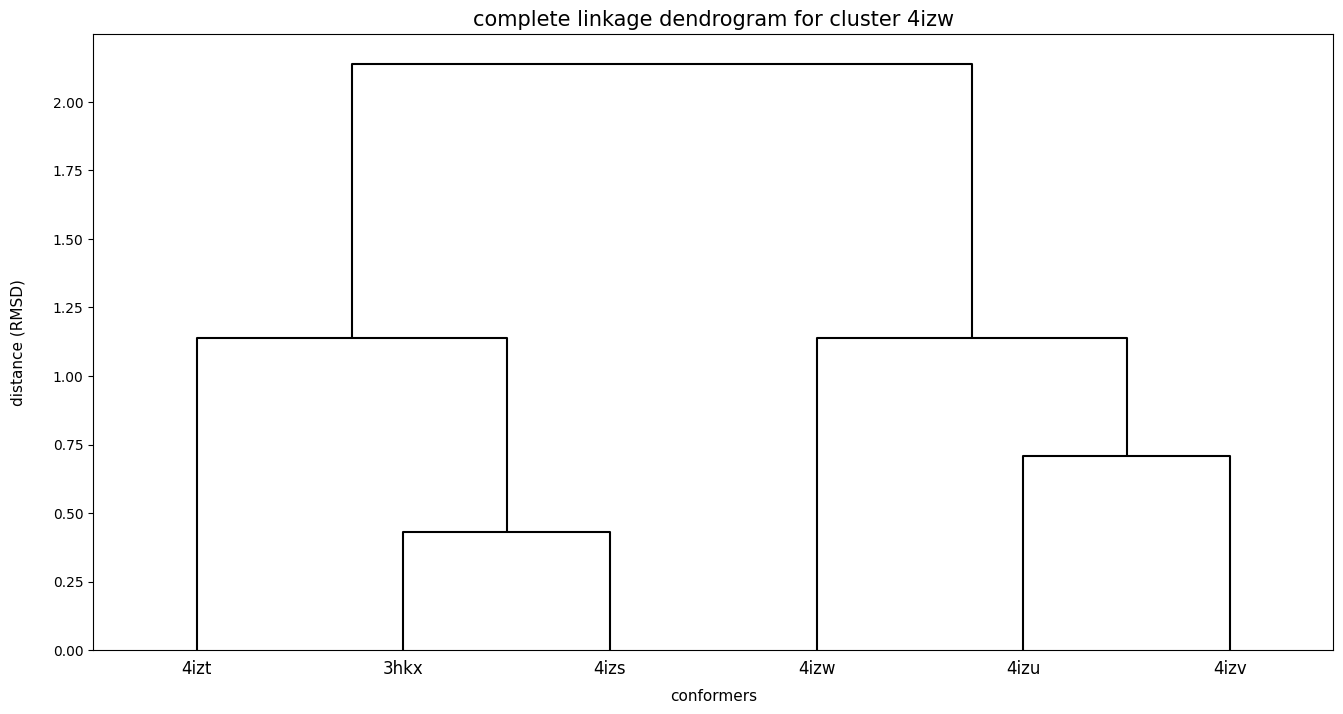 complete linkage dendrogram for cluster 4izw
distance (RMSD)
2.00
1.75
1.50
1.25
1.00
0.75
0.50
0.25
0.00
4izt 3hkx 4izs 4izw 4izu 4izv
conformers